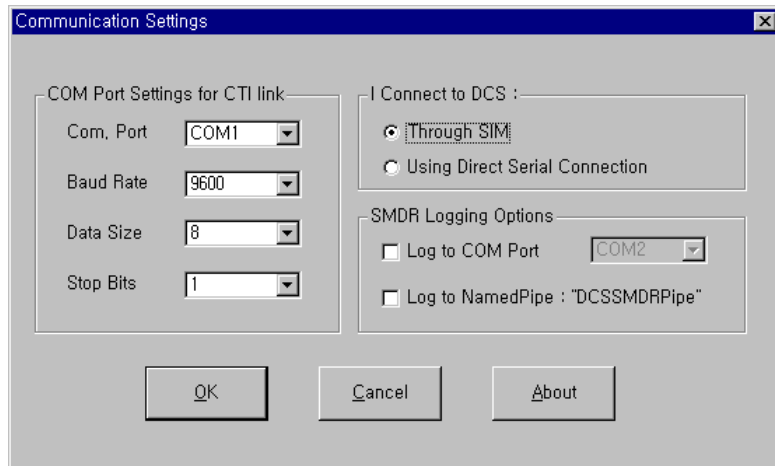 Communication Settings
COM Port Settings for CTI link
Com, Port COM1
Baud Rate 9600
Data Size 8
Stop Bits 1
I Connect to DCS :
Through SIM
Using Direct Serial Connection
SMDR Logging Options
Log to COM Port COM2
Log to NamedPipe : "DCSSMDRPipe"
OK Cancel About